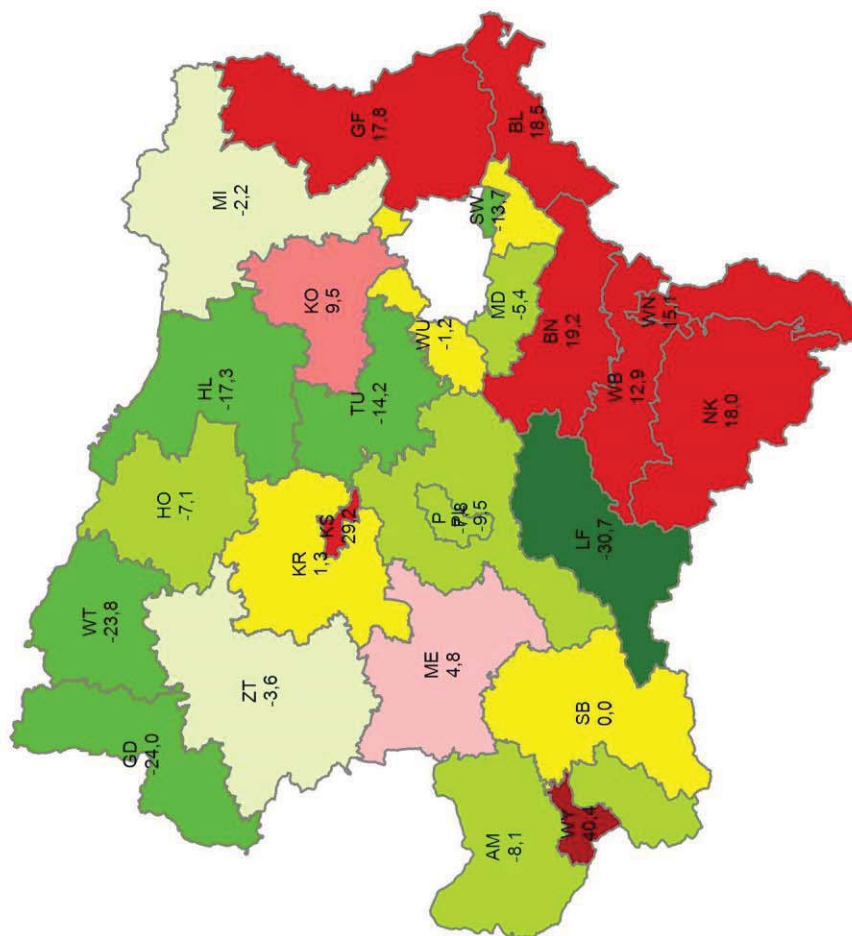 GF
17,8
BL
18,5
MI
-2,2
SW
-13,7
KO
9,5
MD
-5,4
WU
-1,2
BN
19,2
WN
15,1
HL
-17,3
TU
-14,2
WB
12,9
NK
18,0
HO
-7,1
KS
29,2
KR
1,3
P
-7,8
PL
-9,5
LF
-30,7
WT
-23,8
ZT
-3,6
ME
4,8
SB
0,0
GD
-24,0
AM
-8,1
WY
40,4